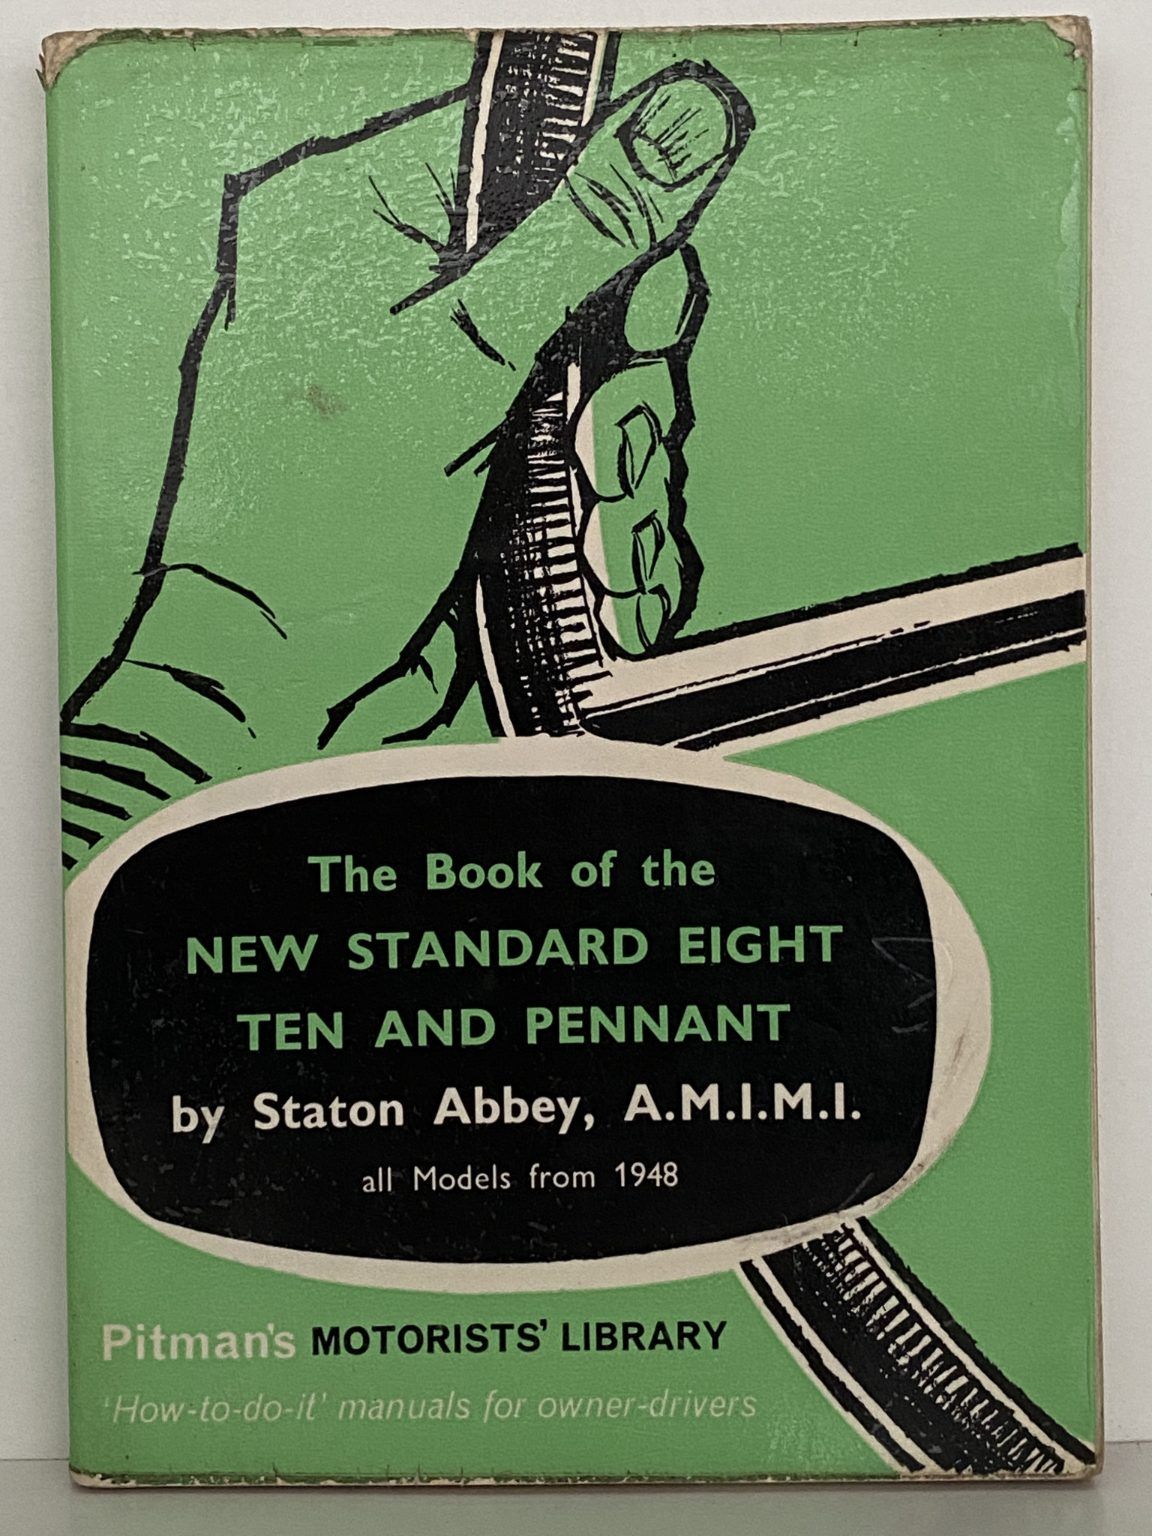 The Book of the
NEW STANDARD EIGHT
TEN AND PENNANT
by Staton Abbey, A.M.I.M.I.
all Models from 1948
Pitman's MOTORISTS' LIBRARY
'How-to-do-it' manuals for owner-drivers